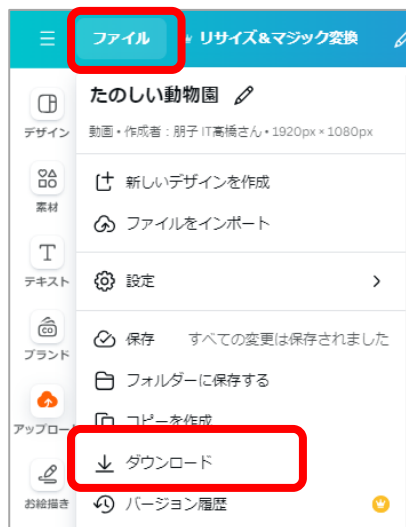 ファイル リサイズ&マジック変換
たのしい動物園
動画・作成者：朋子 IT高橋さん・1920px × 1080px
デザイン
新しいデザインを作成
素材
ファイルをインポート
テキスト
設定
ブランド
保存 すべての変更は保存されました
フォルダーに保存する
アップロード
コピーを作成
ダウンロード
お絵描き
バージョン履歴